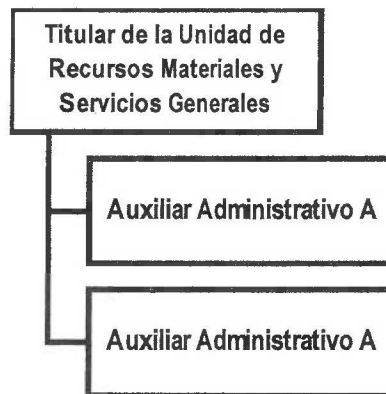 Titular de la Unidad de
Recursos Materiales y
Servicios Generales
Auxiliar Administrativo A
Auxiliar Administrativo A